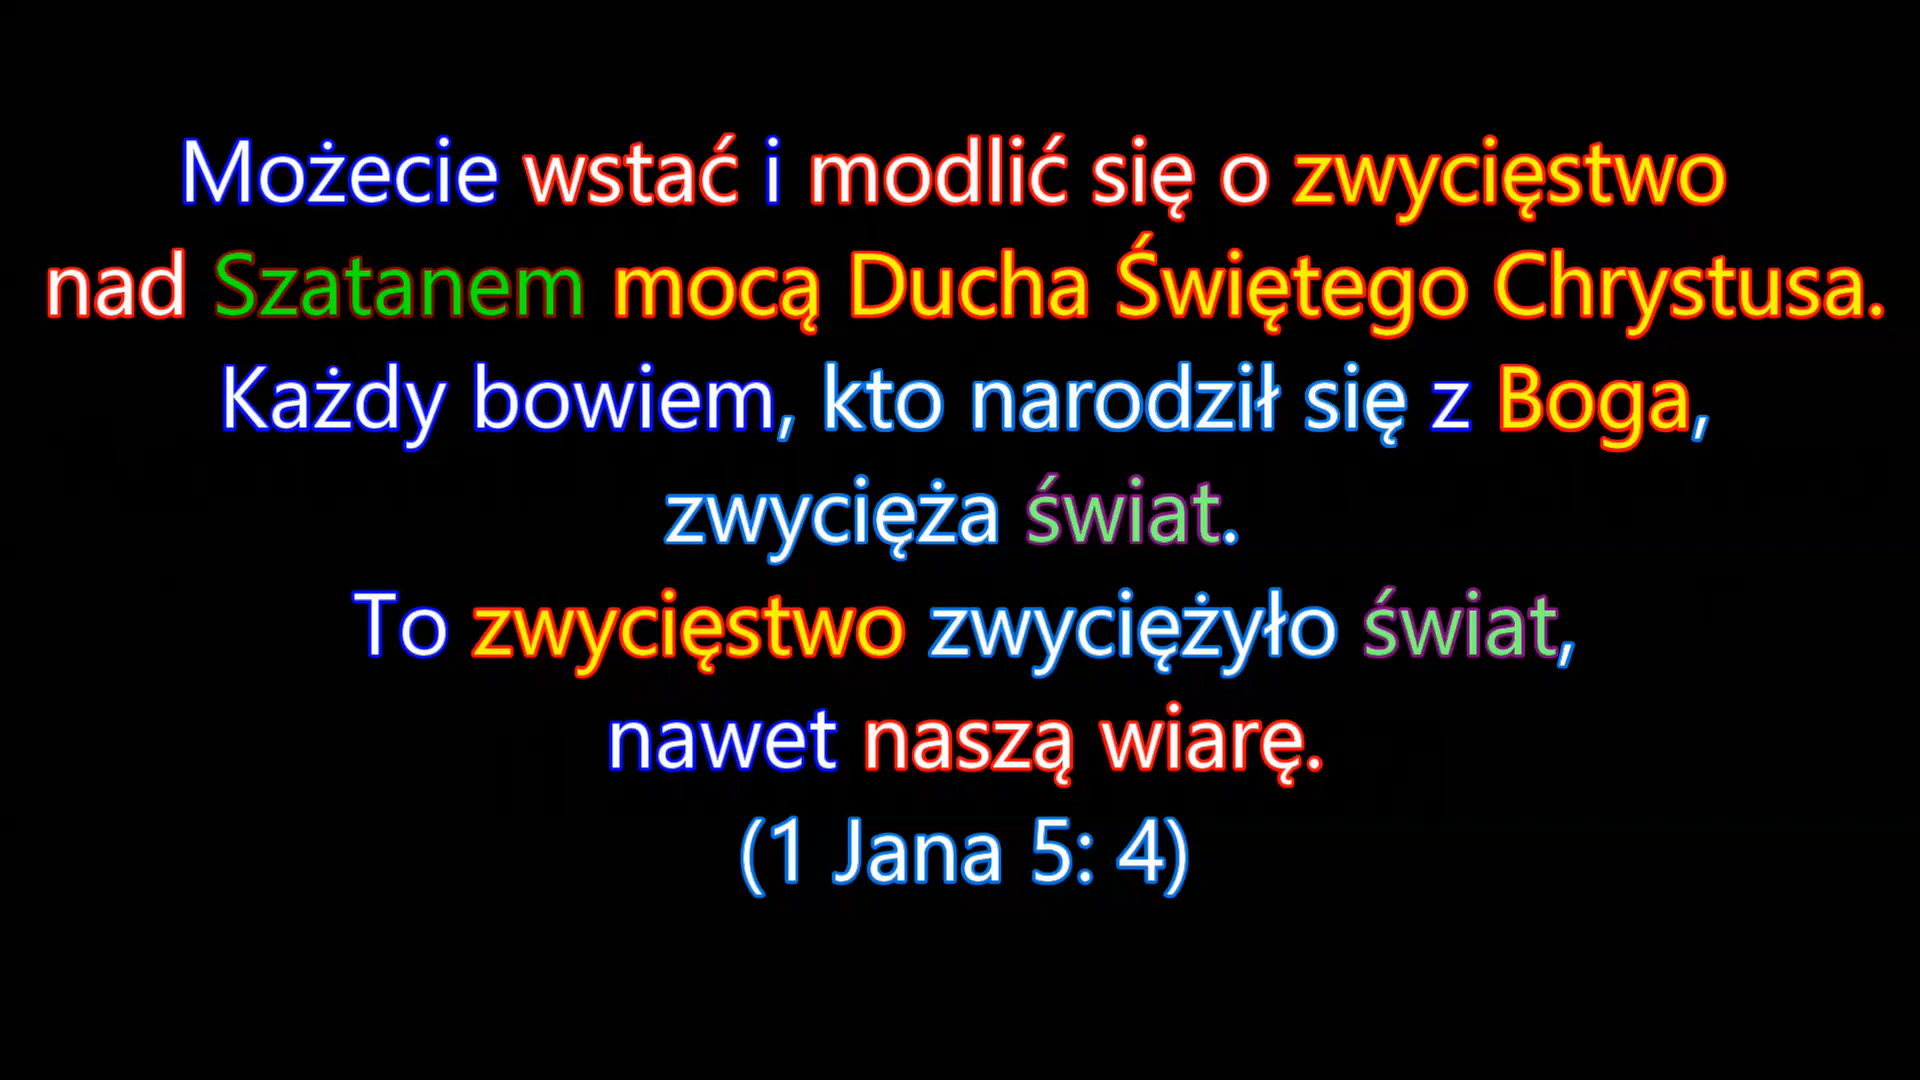 Możecie wstać i modlić się o zwycięstwo
nad Szatanem mocą Ducha Świętego Chrystusa.
Każdy bowiem, kto narodził się z Boga,
zwycięża świat.
To zwycięstwo zwyciężyło świat,
nawet naszą wiarę.
(1 Jana 5: 4)